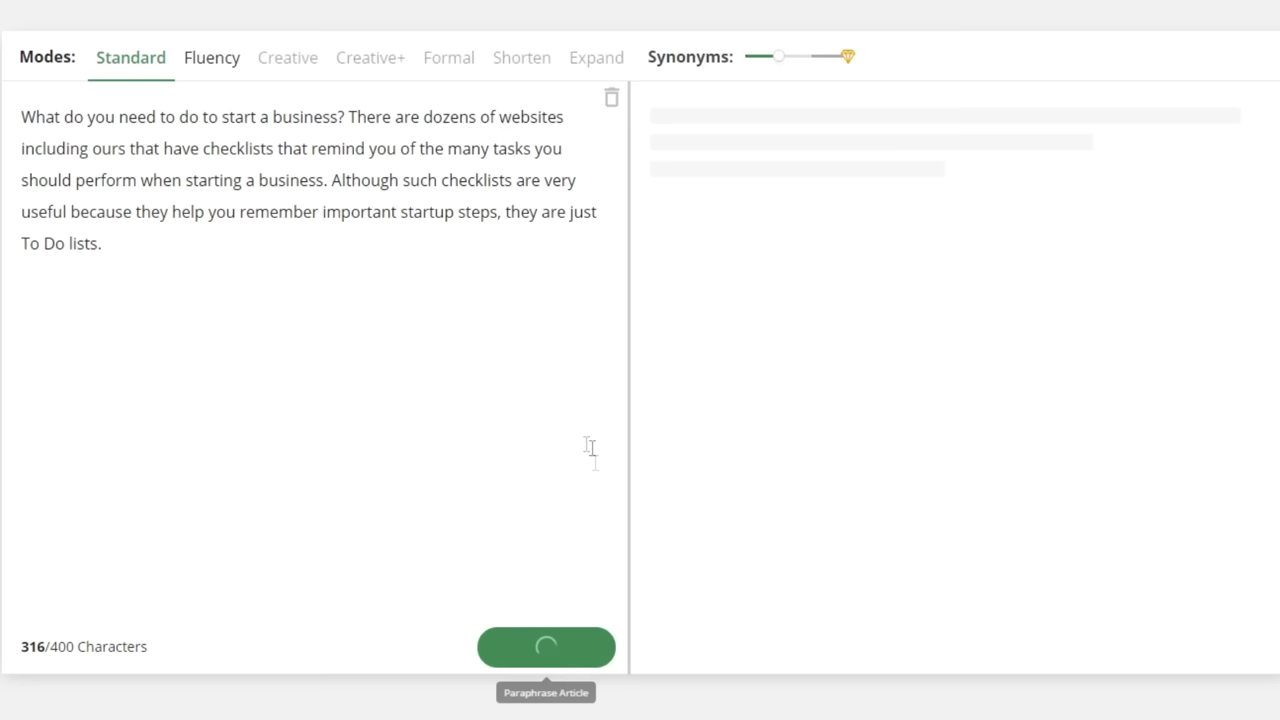 Modes: Standard Fluency Creative Creative+ Formal Shorten Expand Synonyms:
What do you need to do to start a business? There are dozens of websites
including ours that have checklists that remind you of the many tasks you
should perform when starting a business. Although such checklists are very
useful because they help you remember important startup steps, they are just
To Do lists.
316/400 Characters
Paraphrase Article